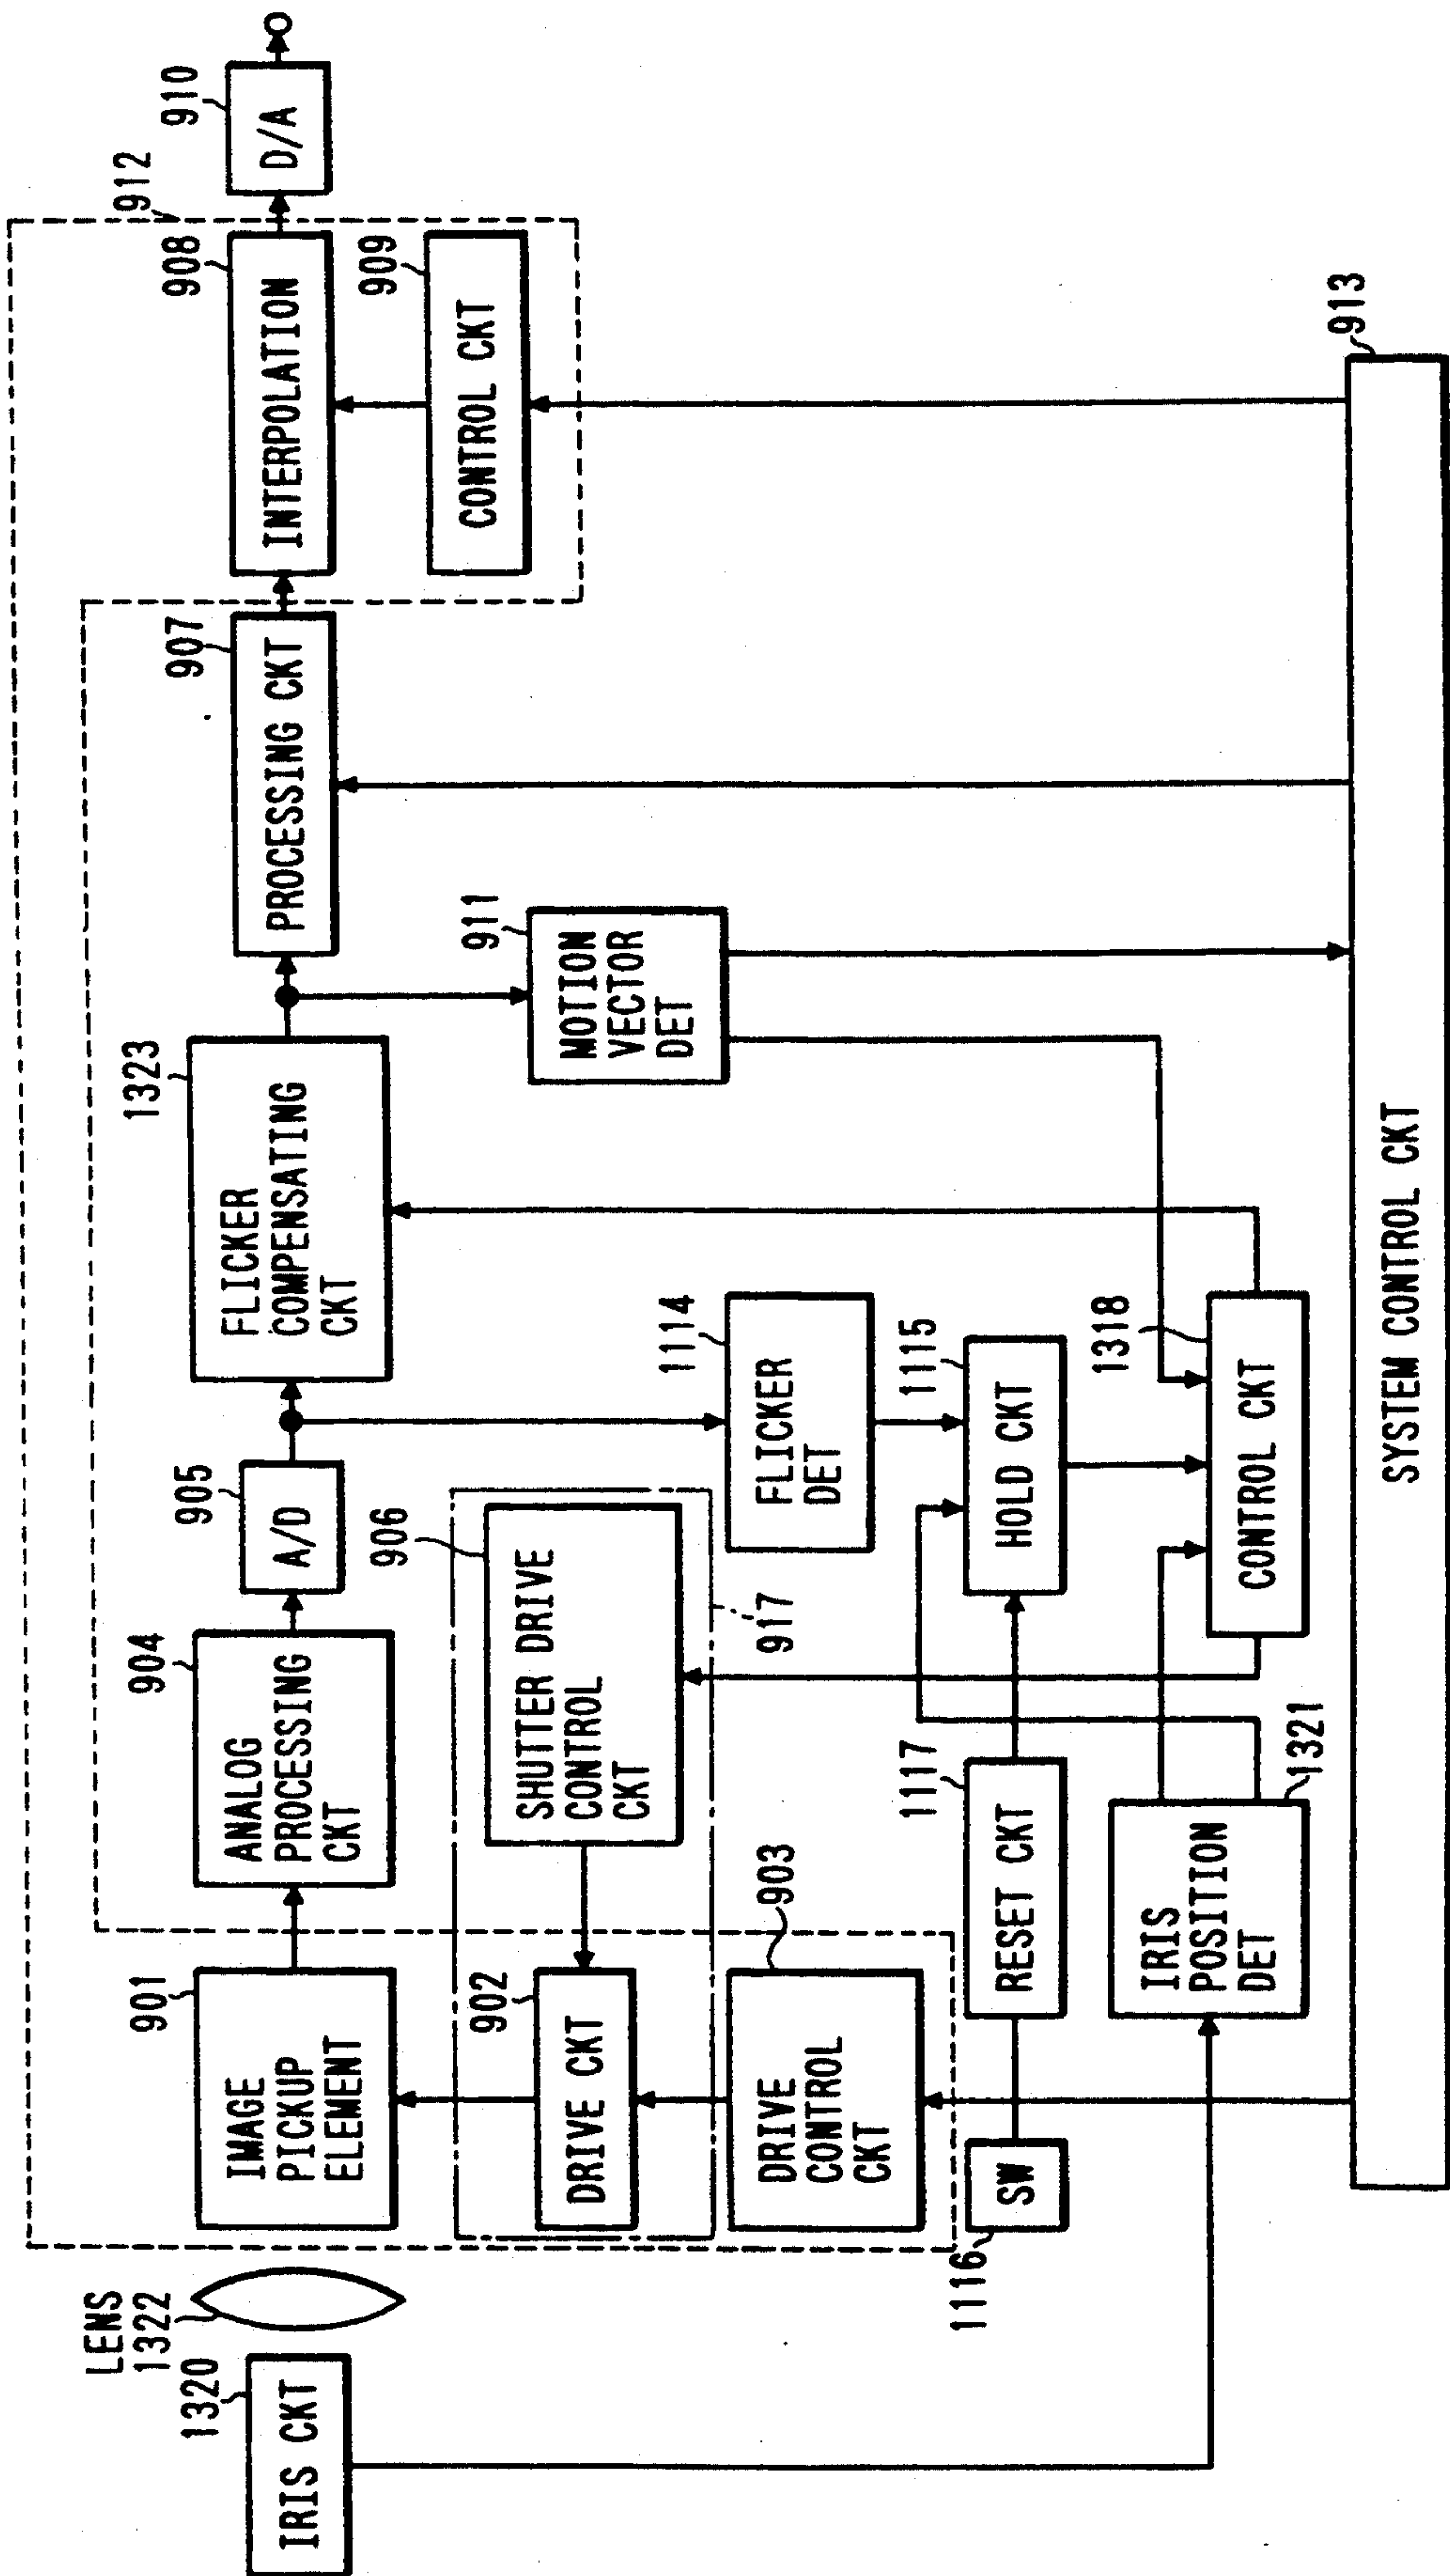 LENS
1322
1320
IRIS CKT
901
IMAGE
PICKUP
ELEMENT
904
ANALOG
PROCESSING
CKT
905
A/D
1323
FLICKER
COMPENSATING
CKT
907
PROCESSING CKT
912
908
INTERPOLATION
910
D/A
909
CONTROL CKT
902
DRIVE CKT
906
SHUTTER DRIVE
CONTROL
CKT
917
911
MOTION
VECTOR
DET
903
DRIVE
CONTROL
CKT
1114
FLICKER
DET
1116
SW
1117
RESET CKT
1115
HOLD CKT
1321
IRIS
POSITION
DET
1318
CONTROL CKT
913
SYSTEM CONTROL CKT